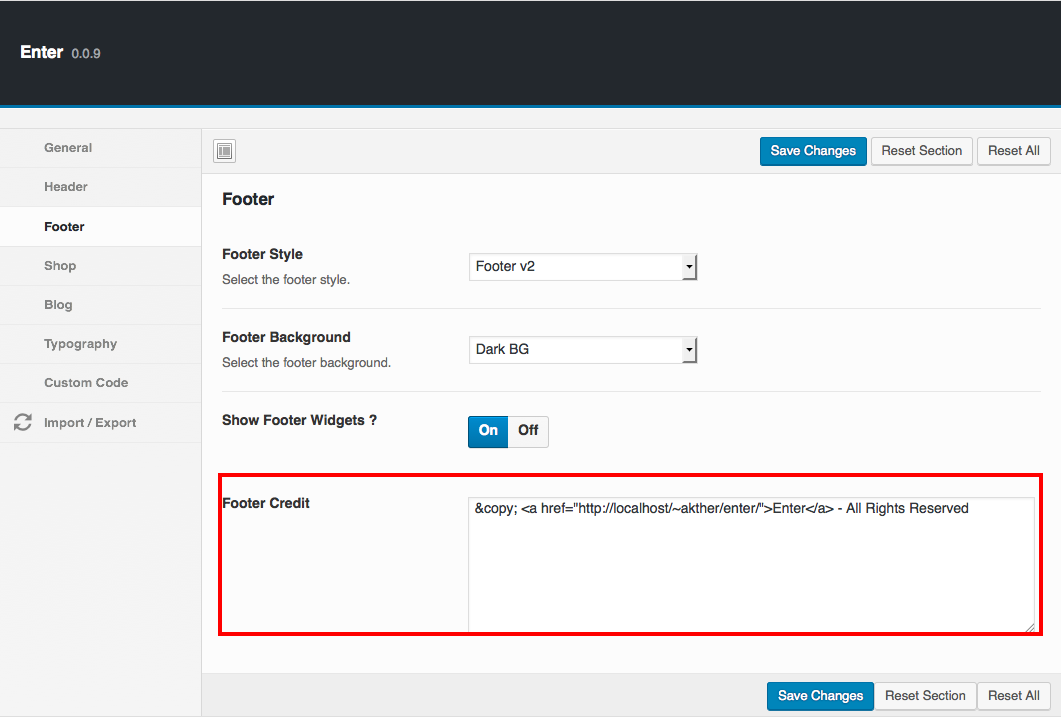 Enter 0.0.9
General
Header
Footer
Shop
Blog
Typography
Custom Code
Import / Export
Save Changes Reset Section Reset All
Footer
Footer Style
Select the footer style.
Footer v2
Footer Background
Select the footer background.
Dark BG
Show Footer Widgets ?
On Off
Footer Credit
&copy; <a href="http://localhost/~akther/enter/">Enter</a> - All Rights Reserved
Save Changes Reset Section Reset All